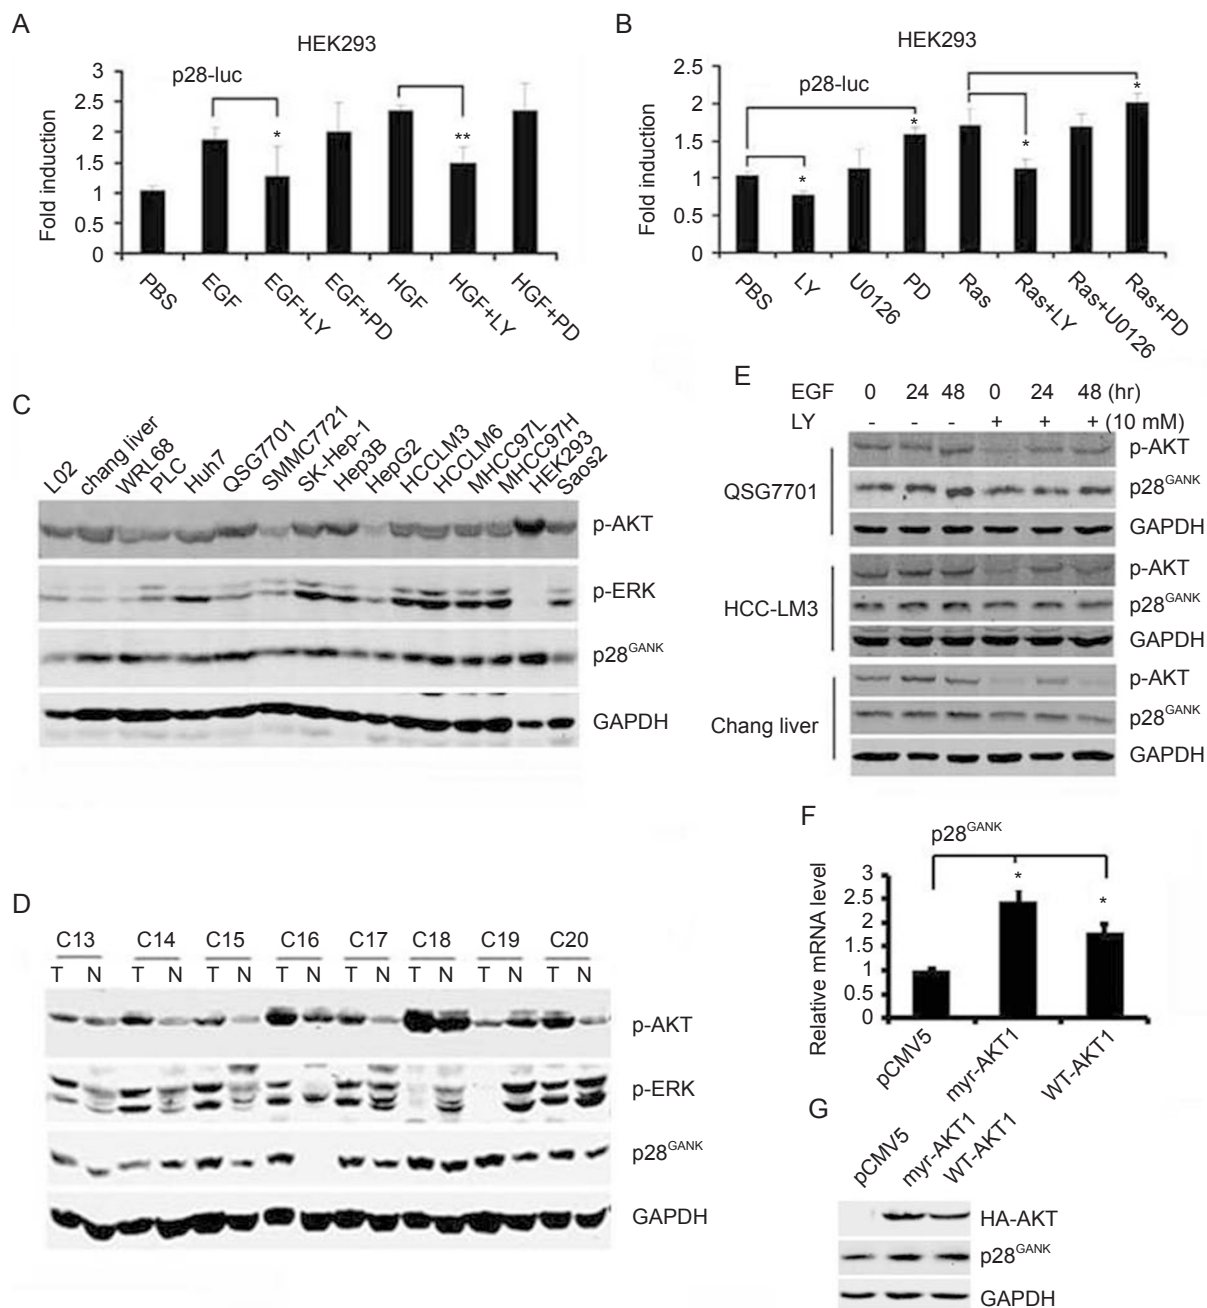 A
HEK293
p28-luc
Fold induction
3
2.5
2
1.5
1
0.5
0
*
**
PBS
EGF
EGF+LY
EGF+PD
HGF
HGF+LY
HGF+PD
B
HEK293
p28-luc
Fold induction
2.5
2
1.5
1
0.5
0
*
*
*
*
PBS
LY
U0126
PD
Ras
Ras+LY
Ras+U0126
Ras+PD
C
L02
chang liver
WRL68
PLC
Huh7
QSG7701
SMMC7721
SK-Hep-1
Hep3B
HepG2
HCCLM3
HCCLM6
MHCC97L
MHCC97H
HEK293
Saos2
p-AKT
p-ERK
p28GANK
GAPDH
E
EGF 0 24 48 0 24 48 (hr)
LY - - - + + + (10 mM)
QSG7701
p-AKT
p28GANK
GAPDH
HCC-LM3
p-AKT
p28GANK
GAPDH
Chang liver
p-AKT
p28GANK
GAPDH
D
C13 C14 C15 C16 C17 C18 C19 C20
T N T N T N T N T N T N T N T N
p-AKT
p-ERK
p28GANK
GAPDH
F
p28GANK
Relative mRNA level
3
2.5
2
1.5
1
0.5
0
*
*
pCMV5
myr-AKT1
WT-AKT1
G
pCMV5
myr-AKT1
WT-AKT1
HA-AKT
p28GANK
GAPDH